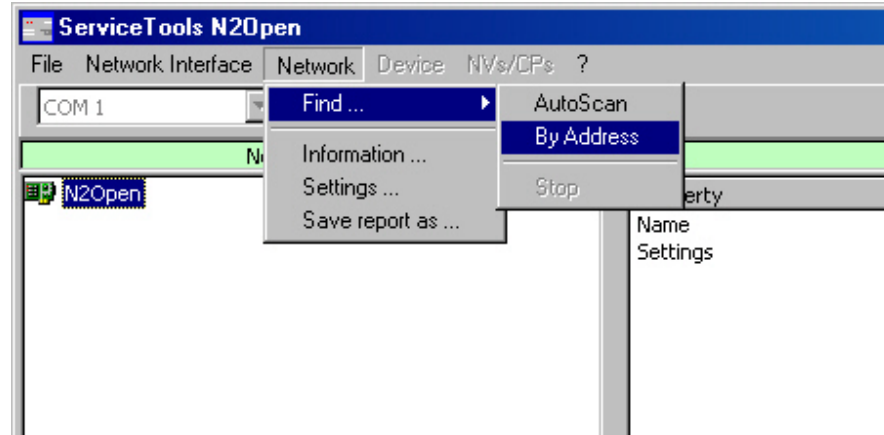 ServiceTools N2Open
File Network Interface Network Device NVs/CPs ?
COM 1
Find ...
AutoScan
By Address
Stop
Information ...
Settings ...
Save report as ...
N2Open
erty
Name
Settings